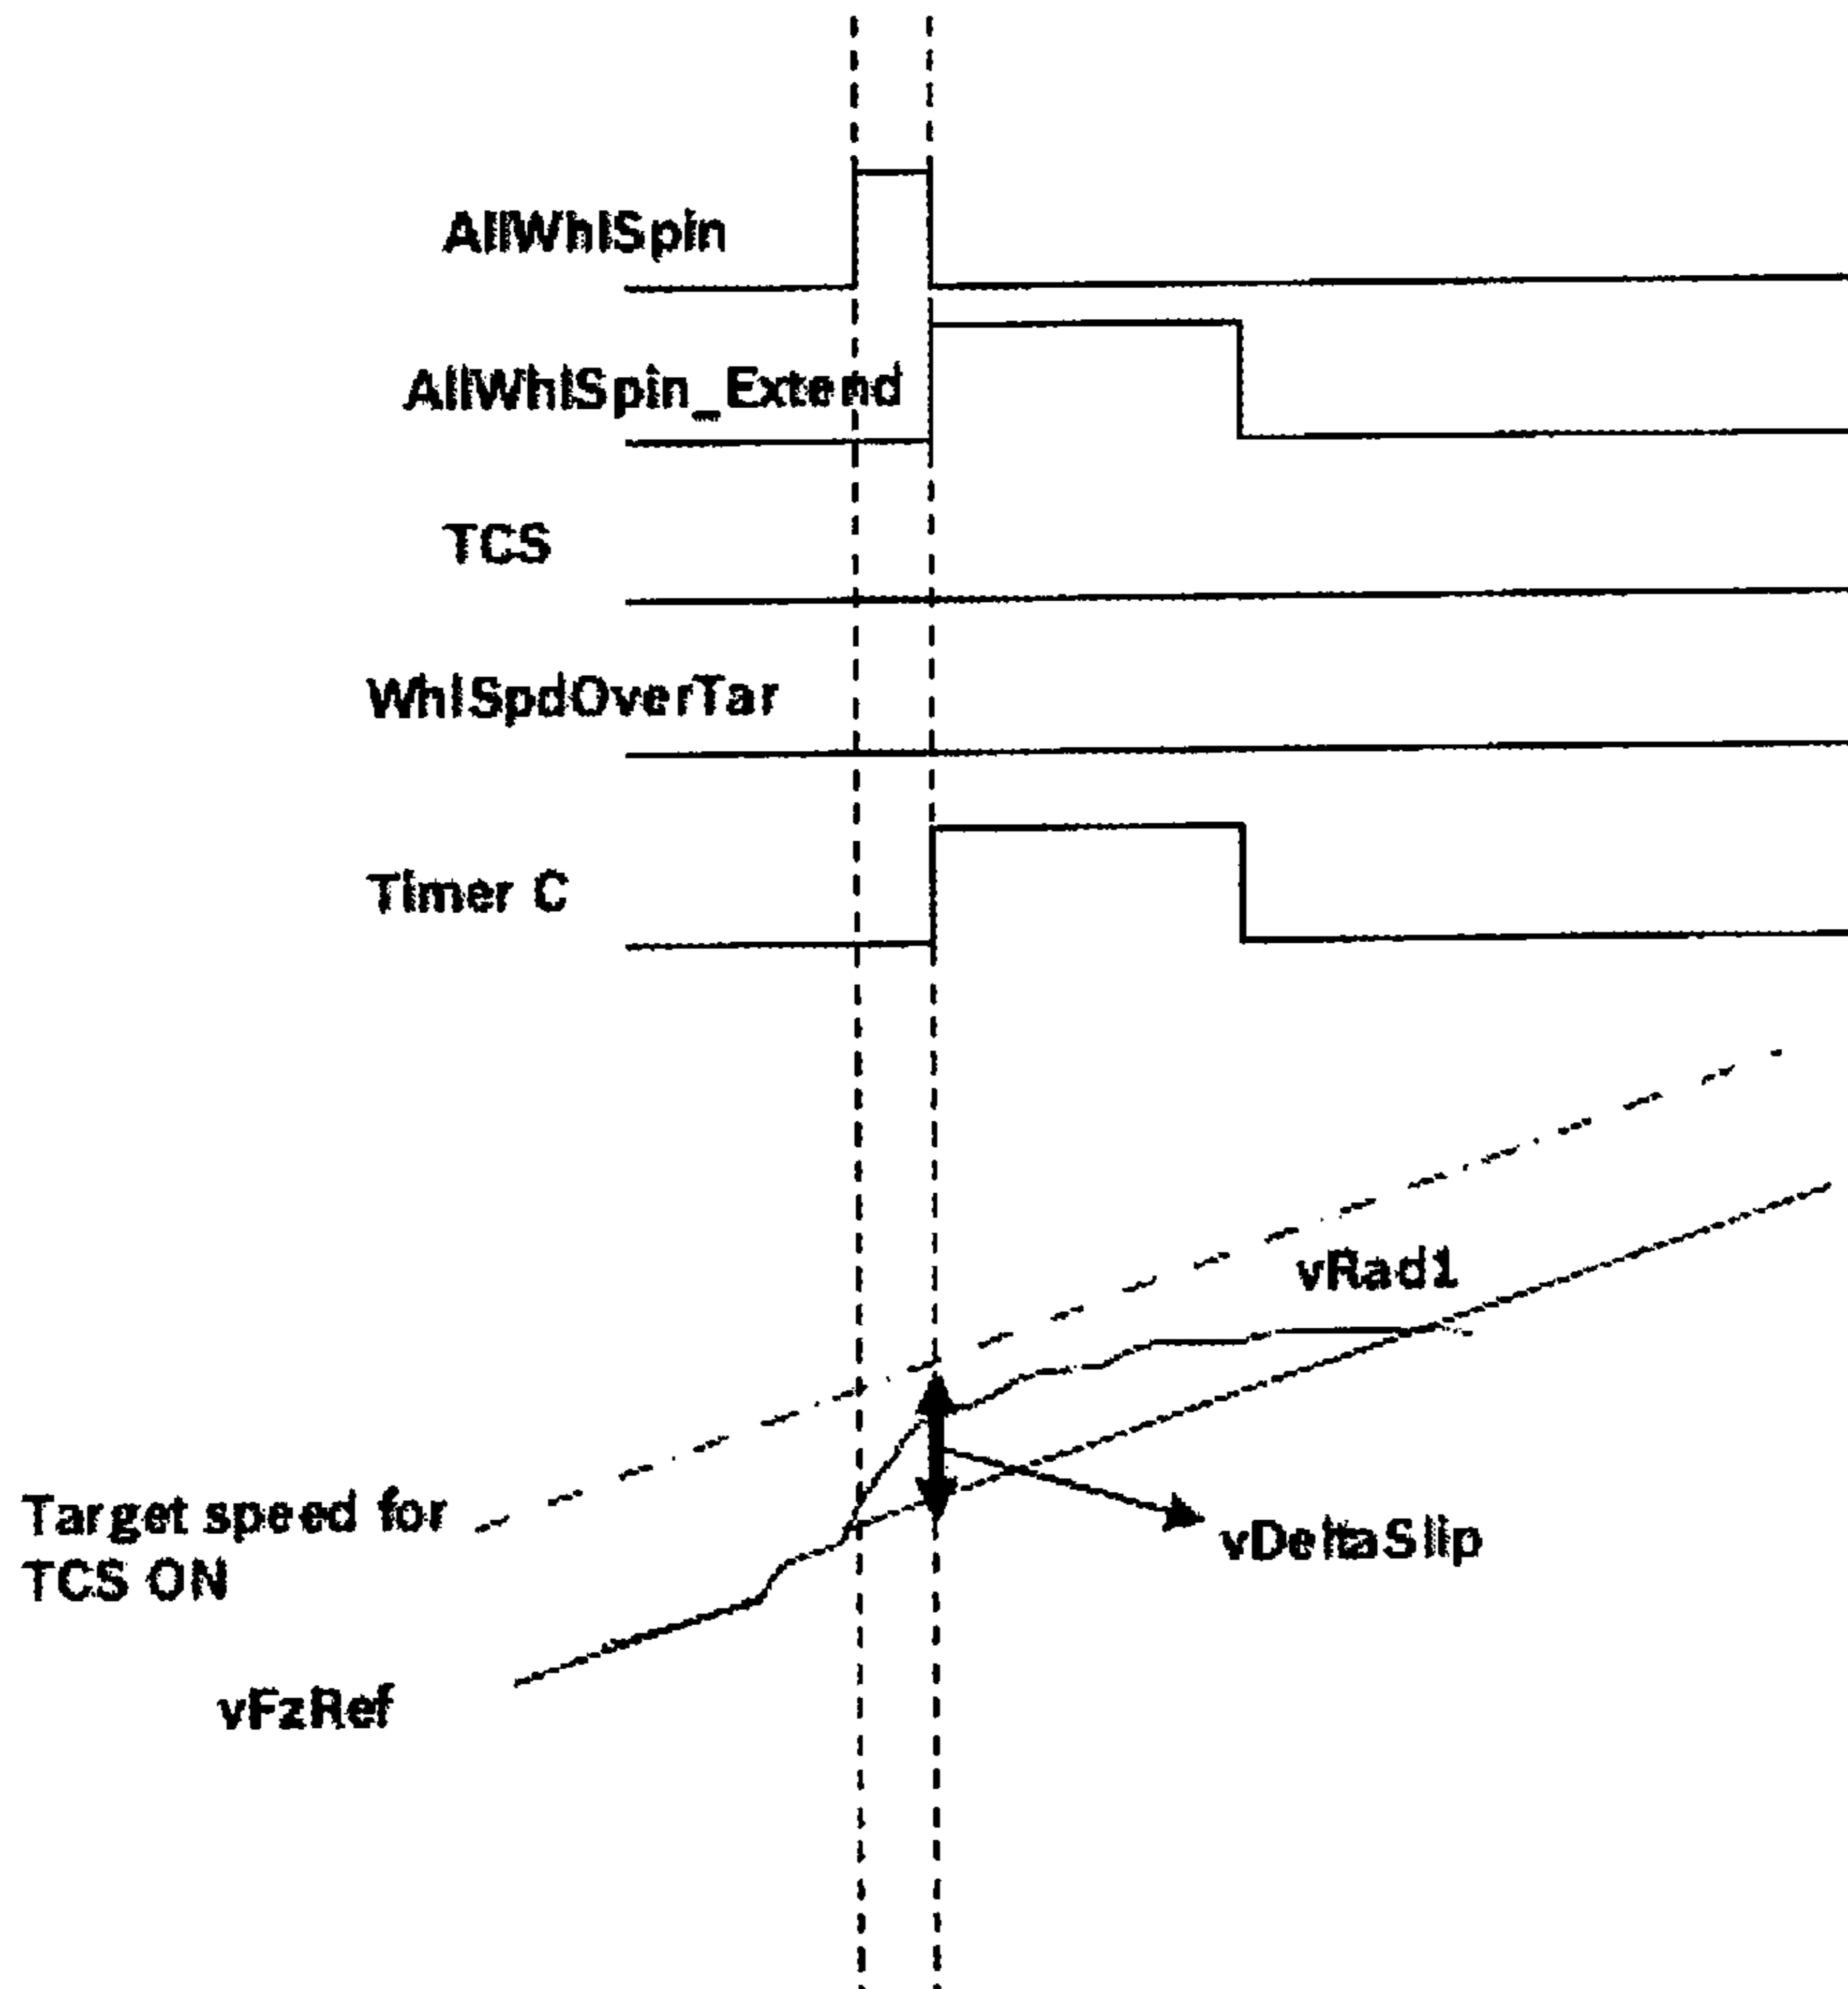 AllWhlSpin
AllWhlSpin_Extend
TCS
WhlSpdOverTar
Timer C
vRad1
Target speed for
TCS ON
vDeltaSlip
vFzRef